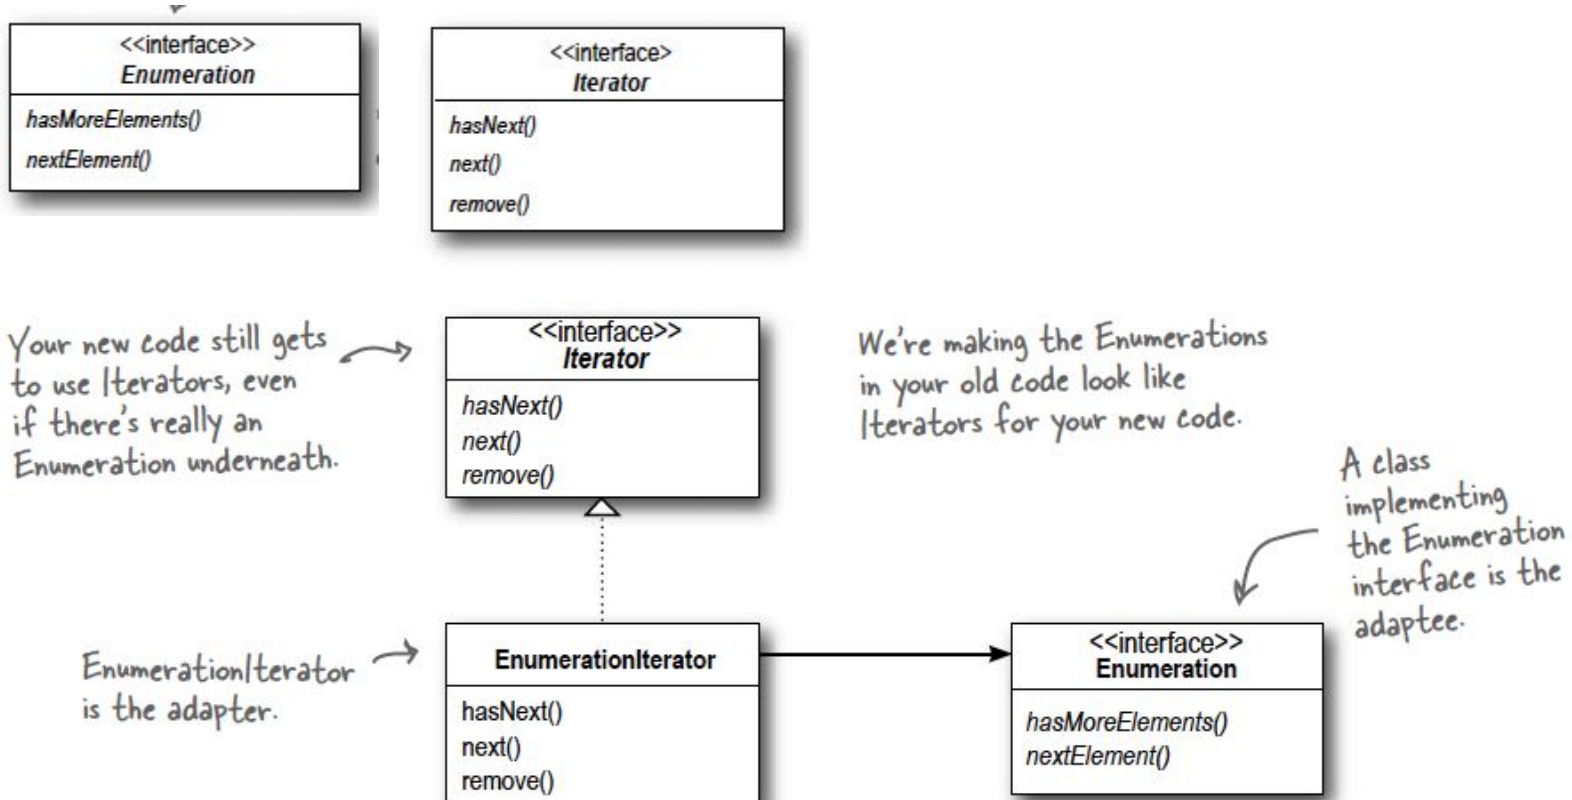 <<interface>>
Enumeration
hasMoreElements()
nextElement()
<<interface>
Iterator
hasNext()
next()
remove()
Your new code still gets
to use Iterators, even
if there's really an
Enumeration underneath.
<<interface>>
Iterator
hasNext()
next()
remove()
We're making the Enumerations
in your old code look like
Iterators for your new code.
A class
implementing
the Enumeration
interface is the
adaptee.
EnumerationIterator
is the adapter.
EnumerationIterator
hasNext()
next()
remove()
<<interface>>
Enumeration
hasMoreElements()
nextElement()